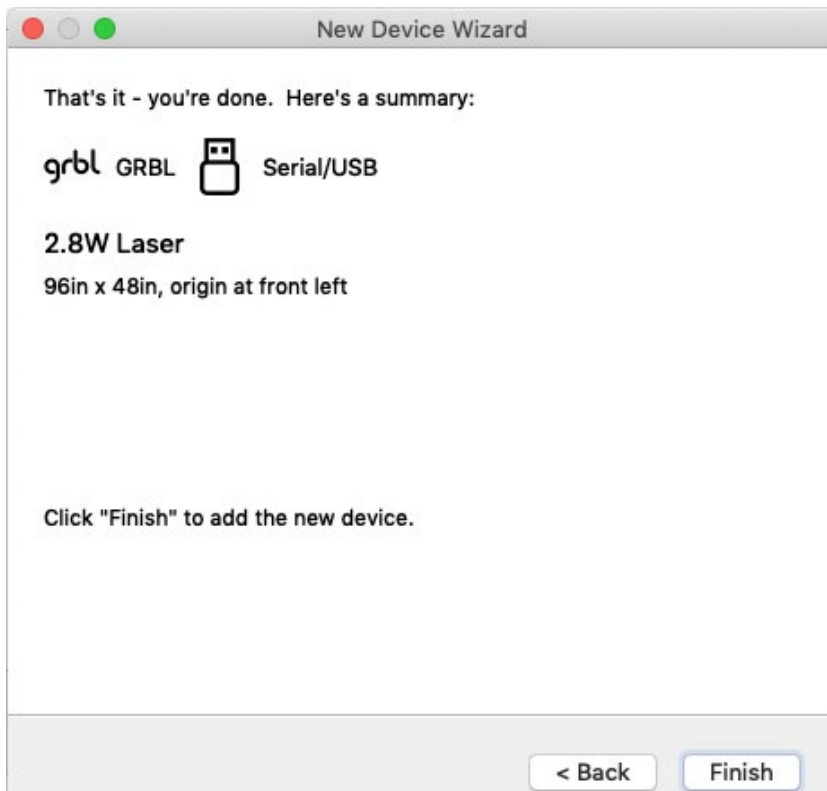 New Device Wizard
That's it - you're done.  Here's a summary:
grbl GRBL Serial/USB
2.8W Laser
96in x 48in, origin at front left
Click "Finish" to add the new device.
< Back Finish